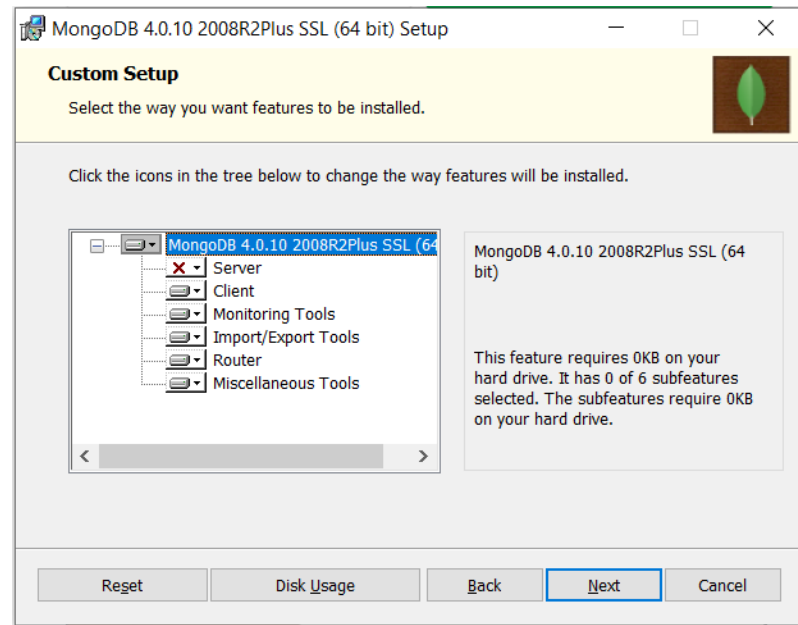 MongoDB 4.0.10 2008R2Plus SSL (64 bit) Setup
Custom Setup
Select the way you want features to be installed.
Click the icons in the tree below to change the way features will be installed.
MongoDB 4.0.10 2008R2Plus SSL (64
Server
Client
Monitoring Tools
Import/Export Tools
Router
Miscellaneous Tools
MongoDB 4.0.10 2008R2Plus SSL (64
bit)
This feature requires 0KB on your
hard drive. It has 0 of 6 subfeatures
selected. The subfeatures require 0KB
on your hard drive.
Reset
Disk Usage
Back
Next
Cancel